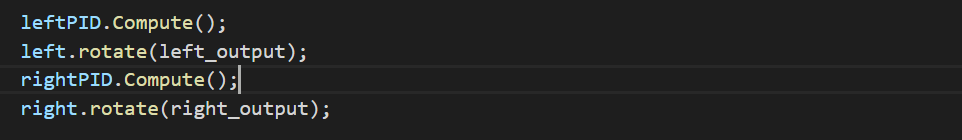 leftPID.Compute();
left.rotate(left_output);
rightPID.Compute();
right.rotate(right_output);